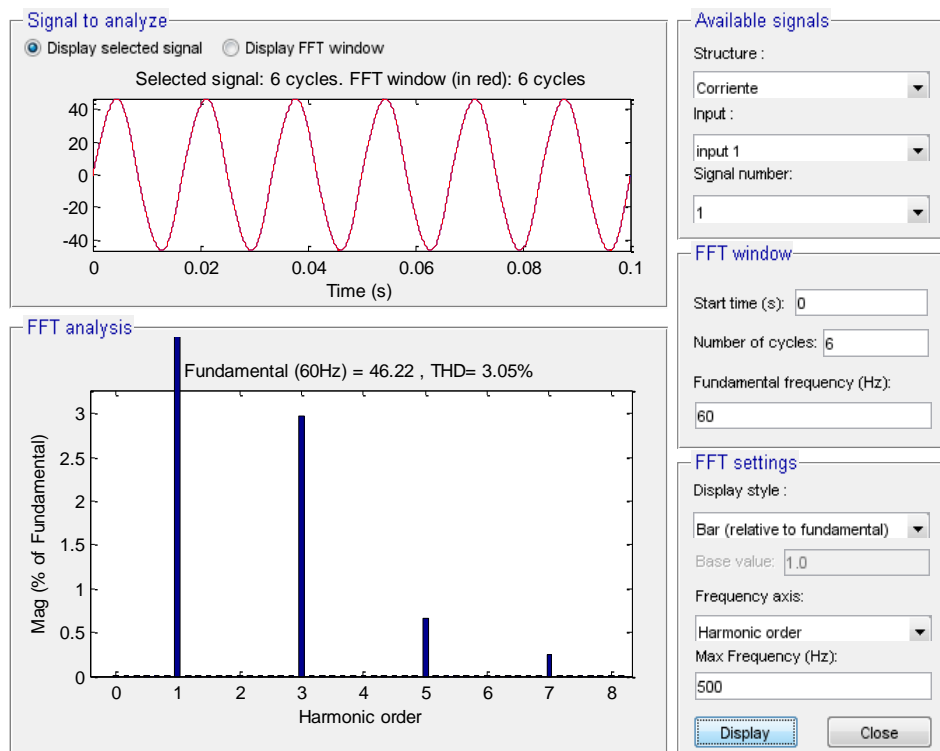 Signal to analyze
Display selected signal Display FFT window
Selected signal: 6 cycles. FFT window (in red): 6 cycles
40
20
0
-20
-40
0 0.02 0.04 0.06 0.08 0.1
Time (s)
FFT analysis
Fundamental (60Hz) = 46.22 , THD= 3.05%
3
2.5
2
1.5
1
0.5
0
Mag (% of Fundamental)
0 1 2 3 4 5 6 7 8
Harmonic order
Available signals
Structure :
Corriente
Input :
input 1
Signal number:
1
FFT window
Start time (s): 0
Number of cycles: 6
Fundamental frequency (Hz):
60
FFT settings
Display style :
Bar (relative to fundamental)
Base value: 1.0
Frequency axis:
Harmonic order
Max Frequency (Hz):
500
Display Close